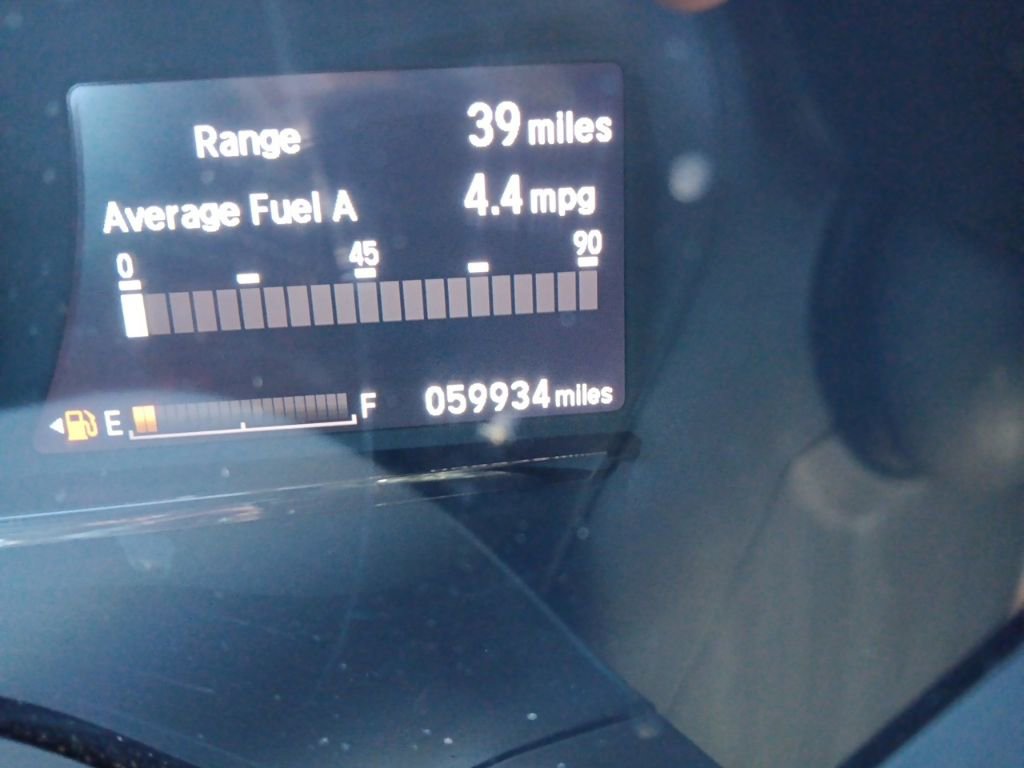 Range 39 miles
Average Fuel A 4.4 mpg
0 45 90
E F 059934 miles